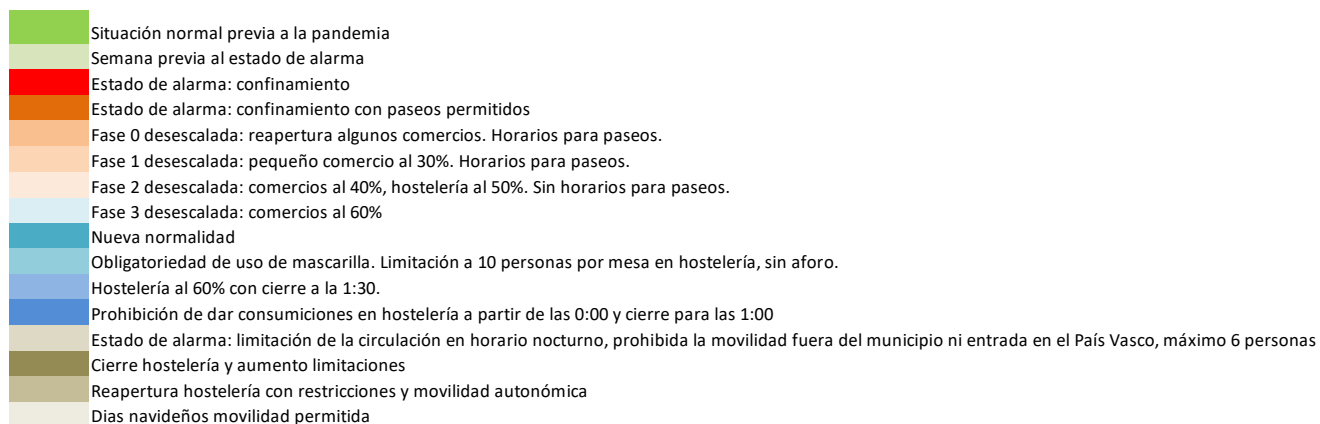 Situación normal previa a la pandemia
Semana previa al estado de alarma
Estado de alarma: confinamiento
Estado de alarma: confinamiento con paseos permitidos
Fase 0 desescalada: reapertura algunos comercios. Horarios para paseos.
Fase 1 desescalada: pequeño comercio al 30%. Horarios para paseos.
Fase 2 desescalada: comercios al 40%, hostelería al 50%. Sin horarios para paseos.
Fase 3 desescalada: comercios al 60%
Nueva normalidad
Obligatoriedad de uso de mascarilla. Limitación a 10 personas por mesa en hostelería, sin aforo.
Hostelería al 60% con cierre a la 1:30.
Prohibición de dar consumiciones en hostelería a partir de las 0:00 y cierre para las 1:00
Estado de alarma: limitación de la circulación en horario nocturno, prohibida la movilidad fuera del municipio ni entrada en el País Vasco, máximo 6 personas
Cierre hostelería y aumento limitaciones
Reapertura hostelería con restricciones y movilidad autonómica
Dias navideños movilidad permitida